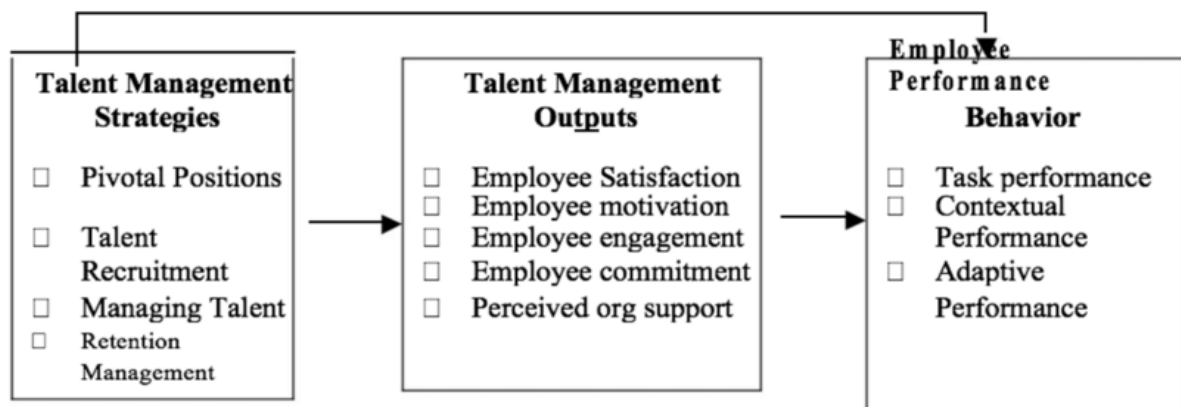 Talent Management
Strategies
Pivotal Positions
Talent
Recruitment
Managing Talent
Retention
Management
Talent Management
Outputs
Employee Satisfaction
Employee motivation
Employee engagement
Employee commitment
Perceived org support
Employee
Performance
Behavior
Task performance
Contextual
Performance
Adaptive
Performance